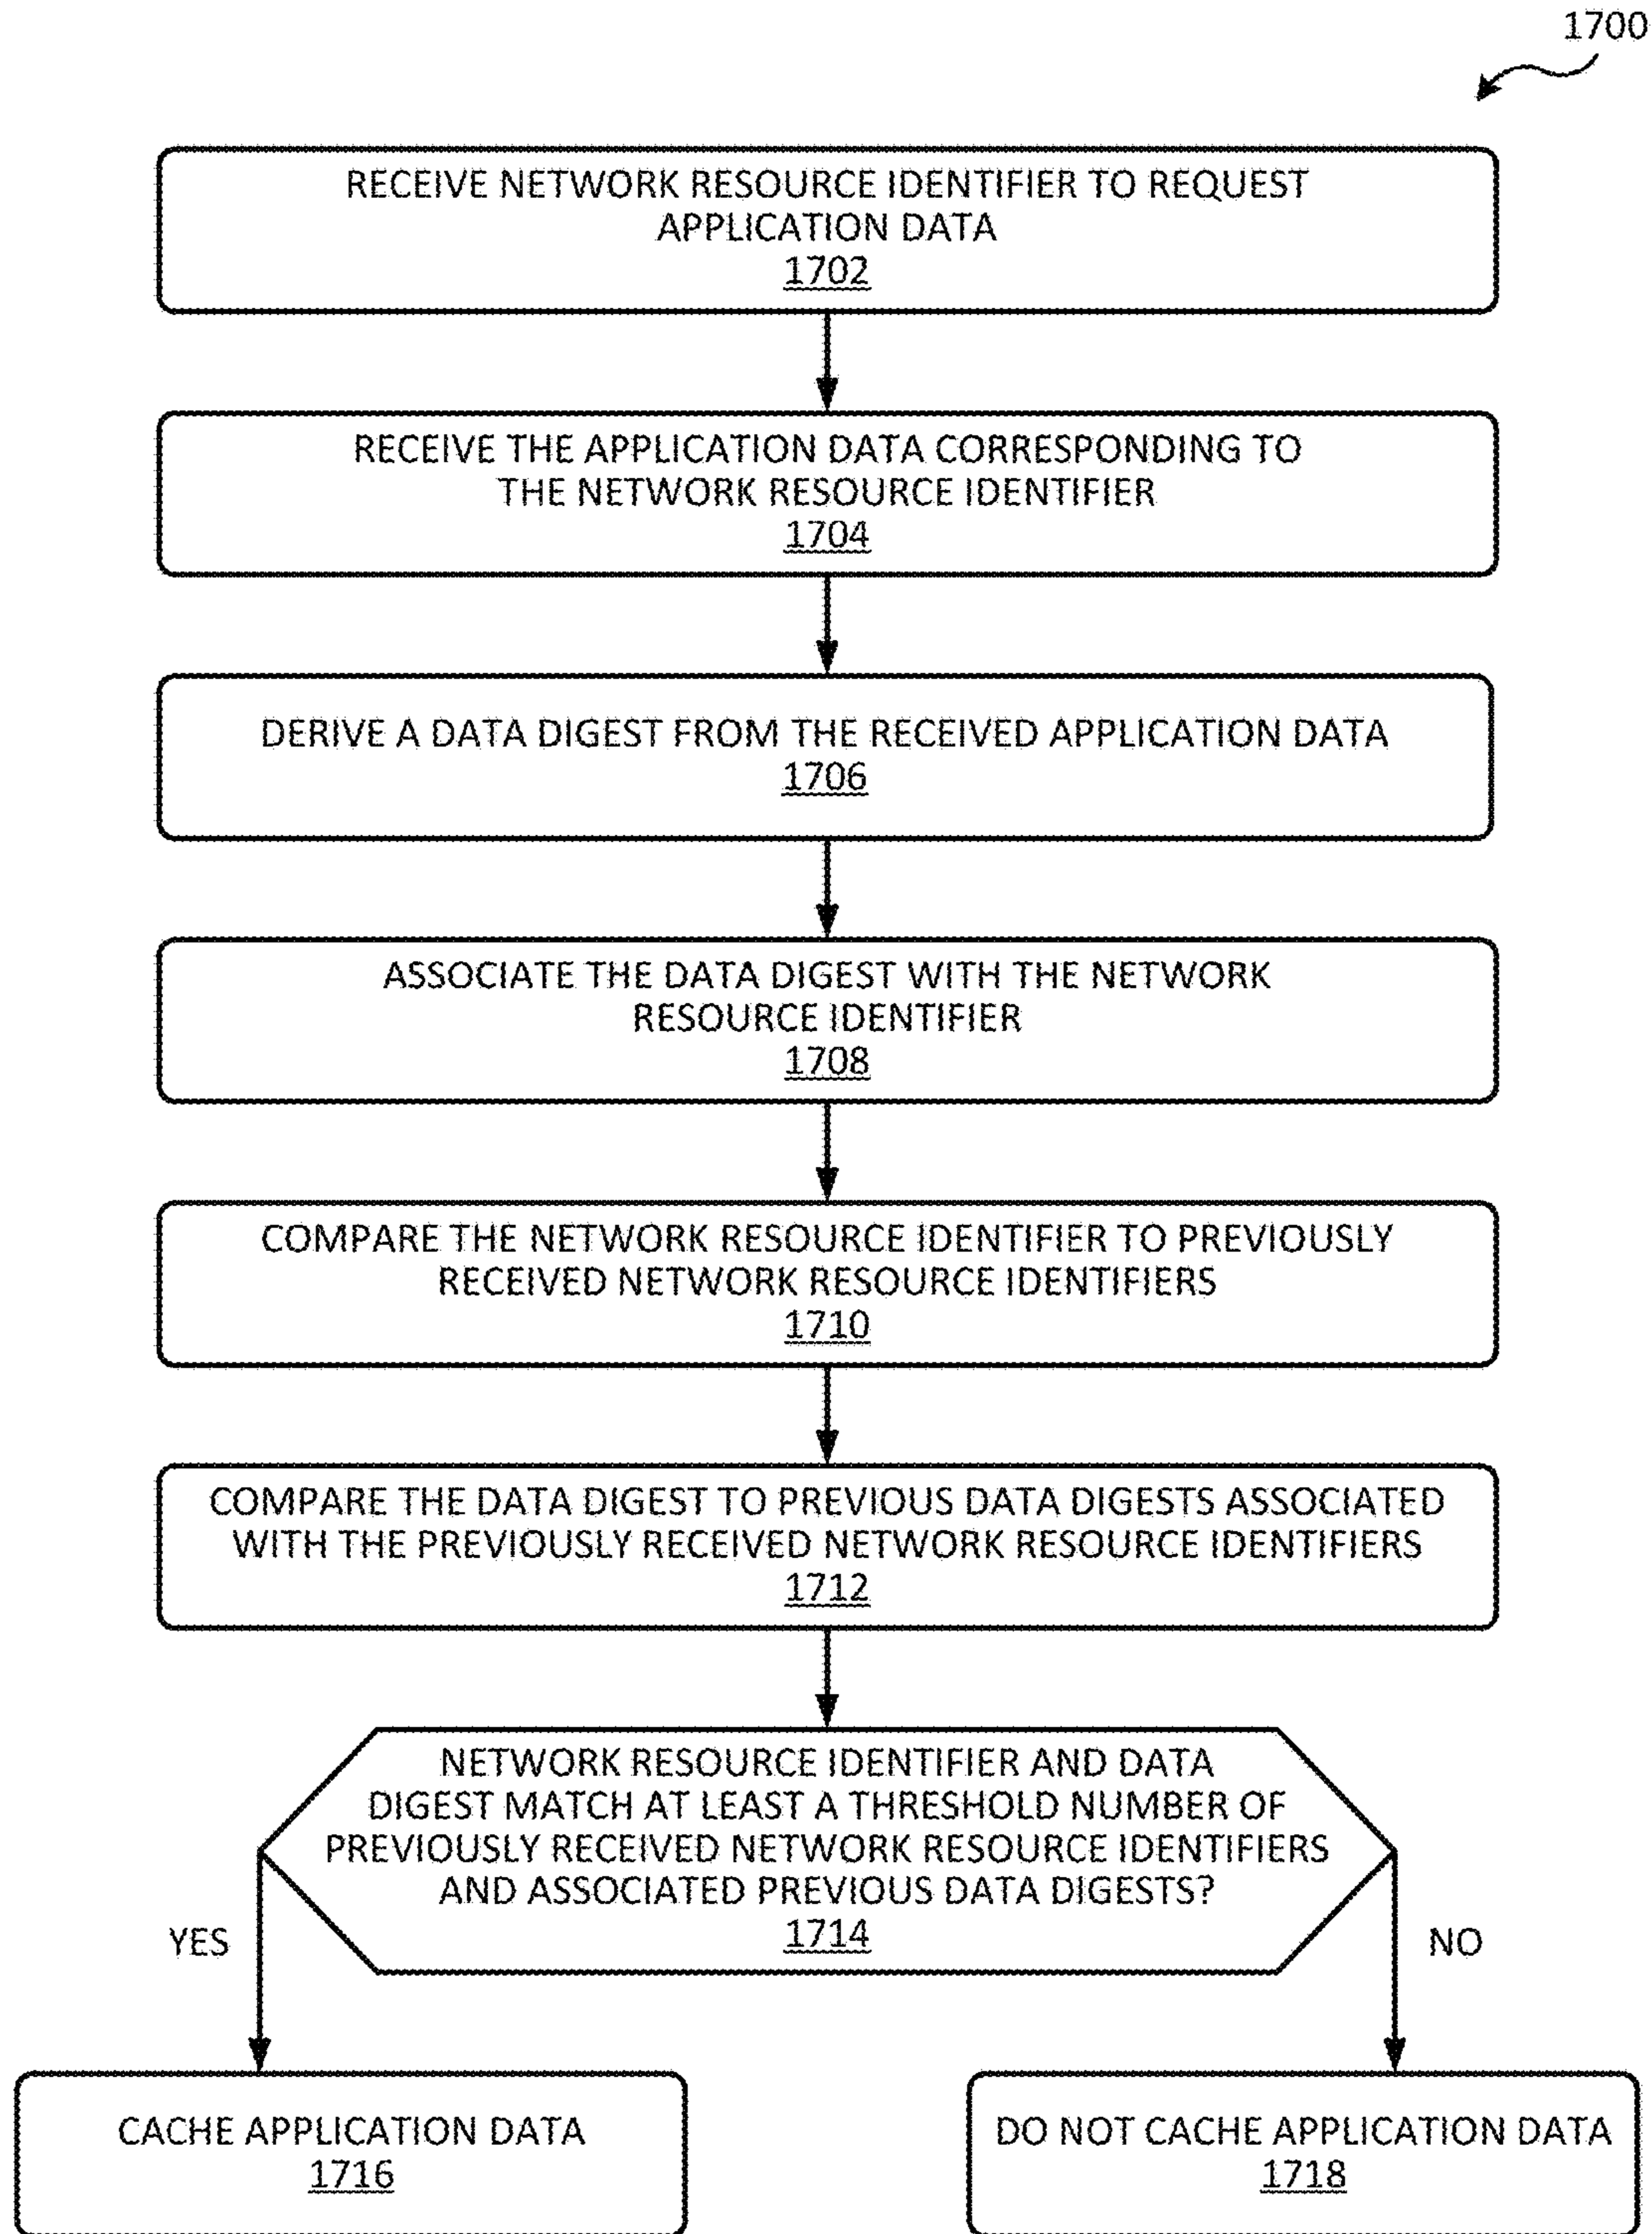 1700
RECEIVE NETWORK RESOURCE IDENTIFIER TO REQUEST
APPLICATION DATA
1702
RECEIVE THE APPLICATION DATA CORRESPONDING TO
THE NETWORK RESOURCE IDENTIFIER
1704
DERIVE A DATA DIGEST FROM THE RECEIVED APPLICATION DATA
1706
ASSOCIATE THE DATA DIGEST WITH THE NETWORK
RESOURCE IDENTIFIER
1708
COMPARE THE NETWORK RESOURCE IDENTIFIER TO PREVIOUSLY
RECEIVED NETWORK RESOURCE IDENTIFIERS
1710
COMPARE THE DATA DIGEST TO PREVIOUS DATA DIGESTS ASSOCIATED
WITH THE PREVIOUSLY RECEIVED NETWORK RESOURCE IDENTIFIERS
1712
NETWORK RESOURCE IDENTIFIER AND DATA
DIGEST MATCH AT LEAST A THRESHOLD NUMBER OF
PREVIOUSLY RECEIVED NETWORK RESOURCE IDENTIFIERS
AND ASSOCIATED PREVIOUS DATA DIGESTS?
1714
YES
NO
CACHE APPLICATION DATA
1716
DO NOT CACHE APPLICATION DATA
1718